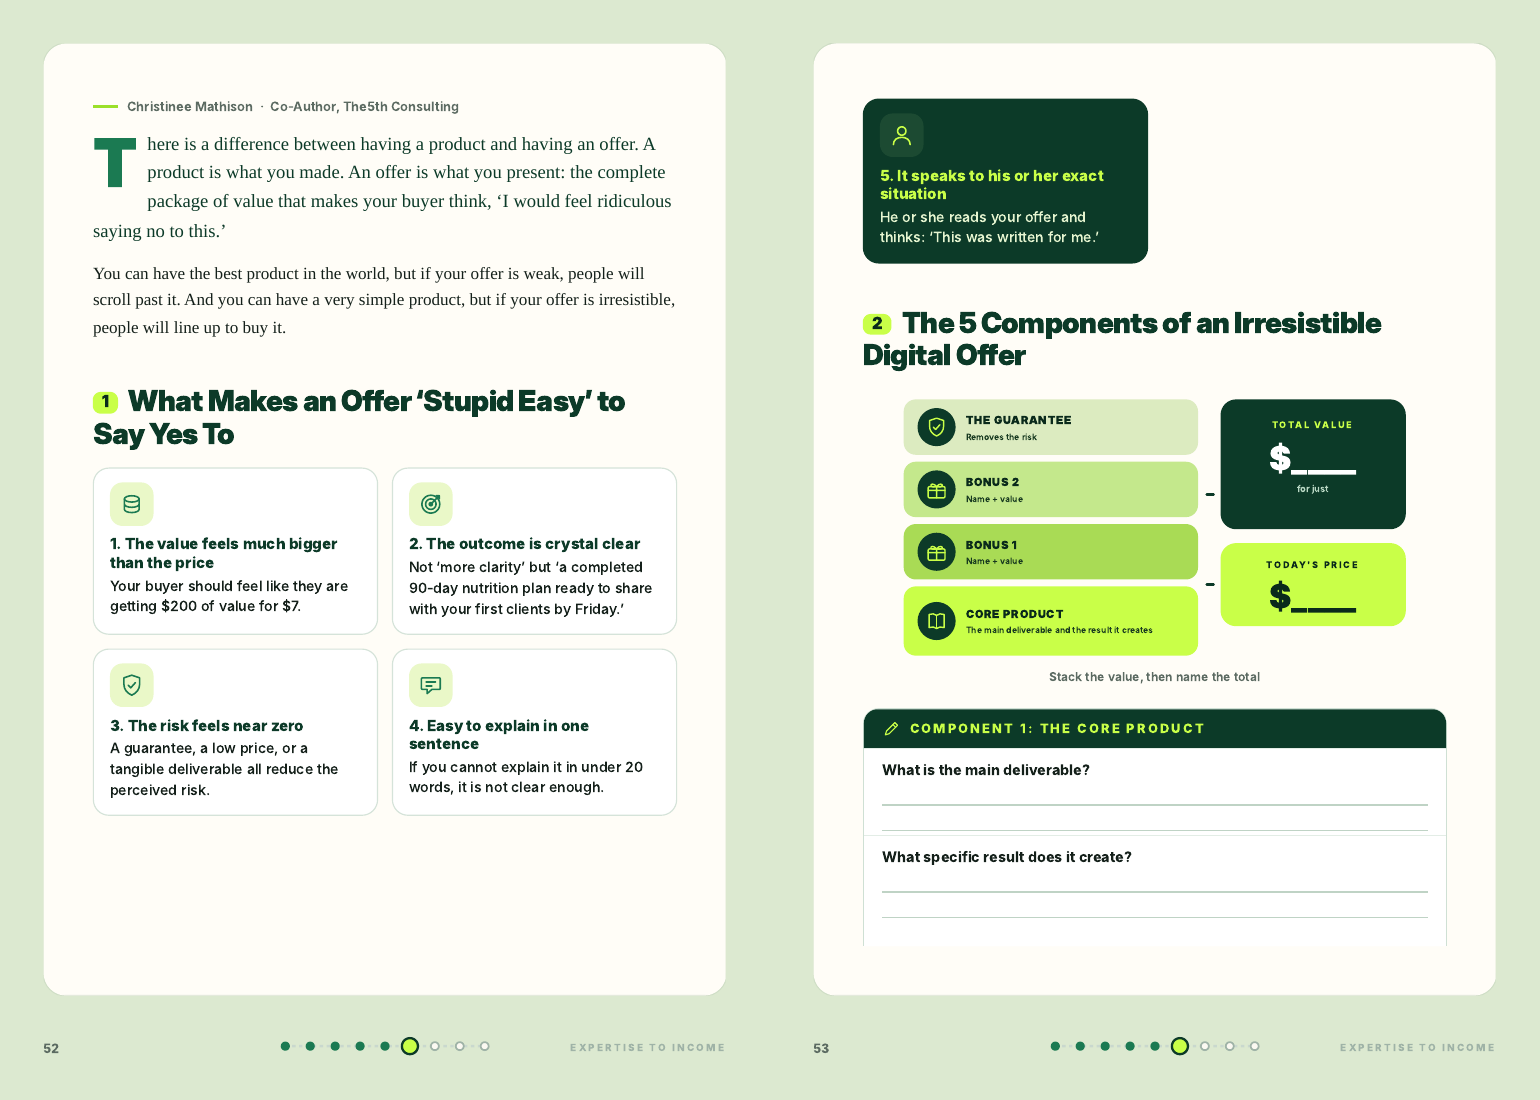 Christinee Mathison · Co-Author, The5th Consulting
There is a difference between having a product and having an offer. A
product is what you made. An offer is what you present: the complete
package of value that makes your buyer think, ‘I would feel ridiculous
saying no to this.’
You can have the best product in the world, but if your offer is weak, people will
scroll past it. And you can have a very simple product, but if your offer is irresistible,
people will line up to buy it.
1 What Makes an Offer ‘Stupid Easy’ to
Say Yes To
1. The value feels much bigger
than the price
Your buyer should feel like they are
getting $200 of value for $7.
2. The outcome is crystal clear
Not ‘more clarity’ but ‘a completed
90-day nutrition plan ready to share
with your first clients by Friday.’
3. The risk feels near zero
A guarantee, a low price, or a
tangible deliverable all reduce the
perceived risk.
4. Easy to explain in one
sentence
If you cannot explain it in under 20
words, it is not clear enough.
52
EXPERTISE TO INCOME
5. It speaks to his or her exact
situation
He or she reads your offer and
thinks: ‘This was written for me.’
2 The 5 Components of an Irresistible
Digital Offer
THE GUARANTEE
Removes the risk
BONUS 2
Name + value
BONUS 1
Name + value
CORE PRODUCT
The main deliverable and the result it creates
TOTAL VALUE
$____
for just
TODAY'S PRICE
$____
Stack the value, then name the total
COMPONENT 1: THE CORE PRODUCT
What is the main deliverable?
What specific result does it create?
53
EXPERTISE TO INCOME